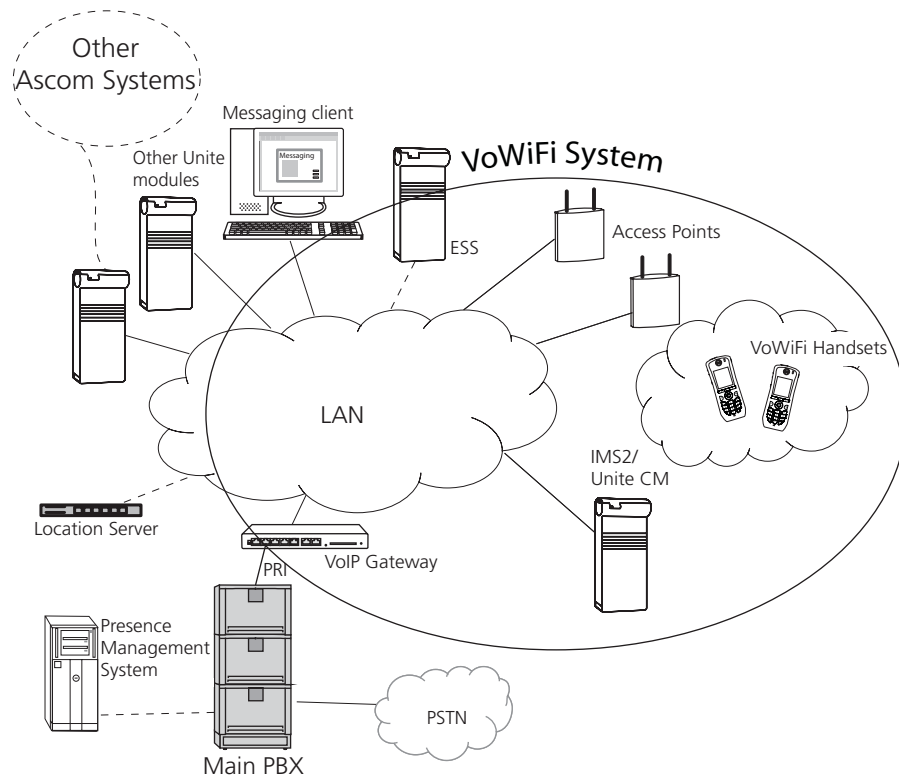 Other
Ascom Systems
Messaging client
Messaging
Other Unite
modules
VoWiFi System
ESS
Access Points
VoWiFi Handsets
LAN
IMS2/
Unite CM
Location Server
VoIP Gateway
PRI
Presence
Management
System
PSTN
Main PBX